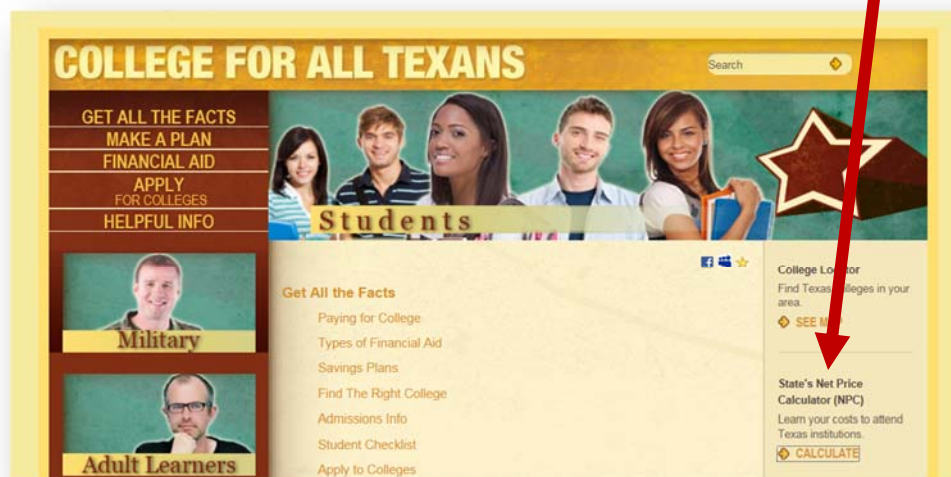 COLLEGE FOR ALL TEXANS
Search
GET ALL THE FACTS
MAKE A PLAN
FINANCIAL AID
APPLY
FOR COLLEGES
HELPFUL INFO
Students
Military
Adult Learners
Get All the Facts
Paying for College
Types of Financial Aid
Savings Plans
Find The Right College
Admissions Info
Student Checklist
Apply to Colleges
College
Find Texas in your
area.
SEE
State's Net Price
Calculator (NPC)
Learn your costs to attend
Texas institutions.
CALCULATE